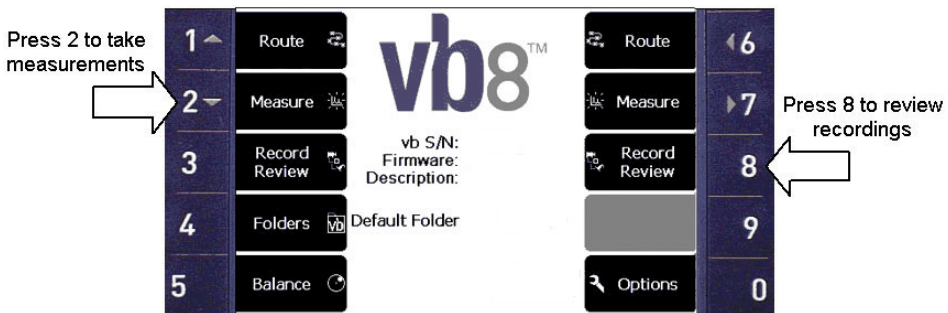 Press 2 to take
measurements
1
2
3
4
5
Route
Measure
Record
Review
Folders
Balance
vb8™
vb S/N:
Firmware:
Description:
Default Folder
Route
Measure
Record
Review
Options
6
7
8
9
0
Press 8 to review
recordings
vb